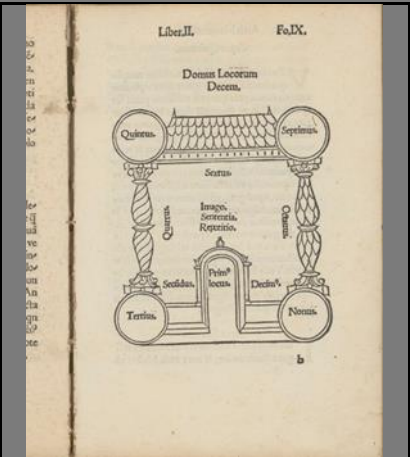 Liber.II. Fo.IX.
Domus Locorum
Decem.
Quintus. Septimus.
Sextus.
Quartus. Octauus.
Imago.
Sententia.
Repetitio.
Secũdus. Primꝰ Decimꝰ.
locus.
Tertius. Nonus.
b